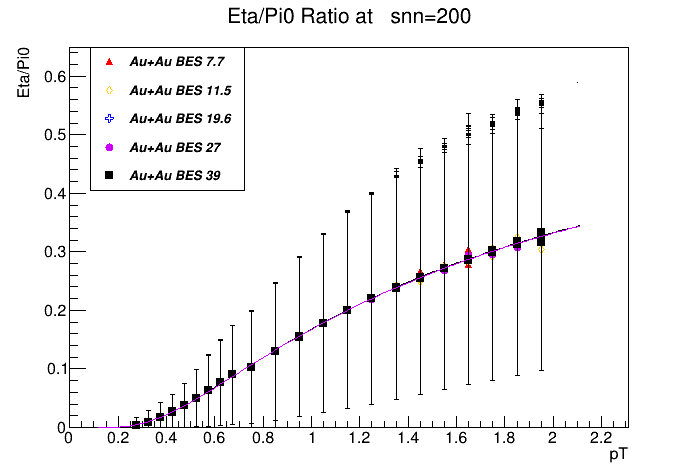 Eta/Pi0 Ratio at snn=200
Eta/Pi0
Au+Au BES 7.7
Au+Au BES 11.5
Au+Au BES 19.6
Au+Au BES 27
Au+Au BES 39
0.6
0.5
0.4
0.3
0.2
0.1
0
0 0.2 0.4 0.6 0.8 1 1.2 1.4 1.6 1.8 2 2.2
pT